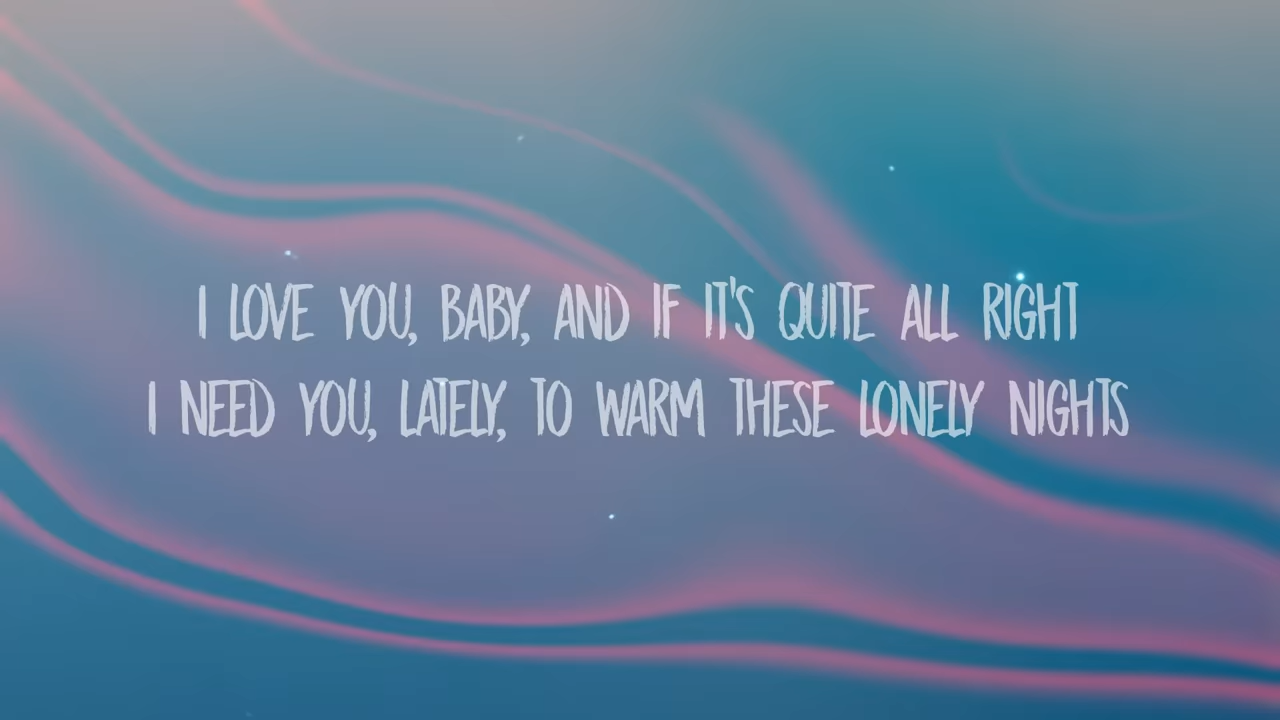 I LOVE YOU, BABY, AND IF IT'S QUITE ALL RIGHT
I NEED YOU, LATELY, TO WARM THESE LONELY NIGHTS